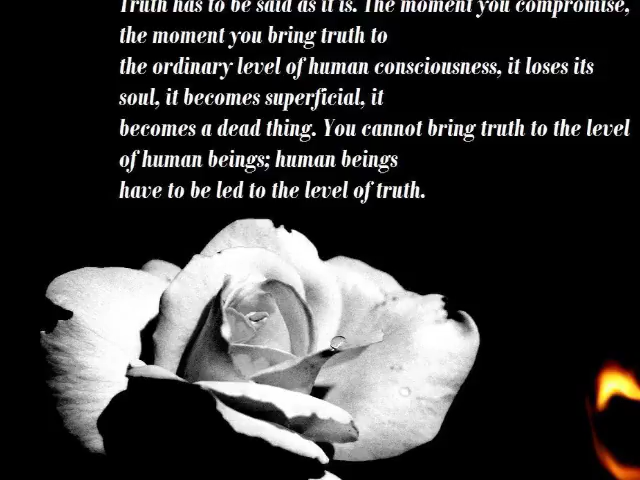 Truth has to be said as it is. The moment you compromise,
the moment you bring truth to
the ordinary level of human consciousness, it loses its
soul, it becomes superficial, it
becomes a dead thing. You cannot bring truth to the level
of human beings; human beings
have to be led to the level of truth.